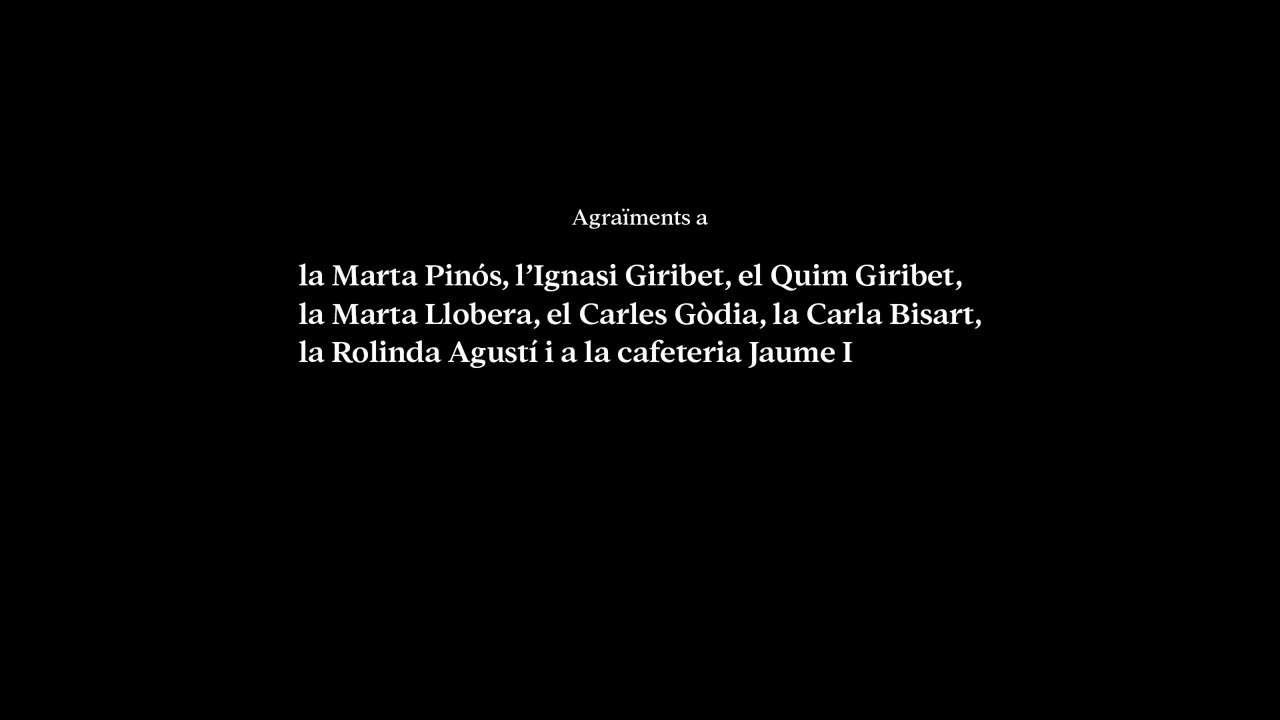 Agraïments a
la Marta Pinós, l’Ignasi Giribet, el Quim Giribet,
la Marta Llobera, el Carles Gòdia, la Carla Bisart,
la Rolinda Agustí i a la cafeteria Jaume I